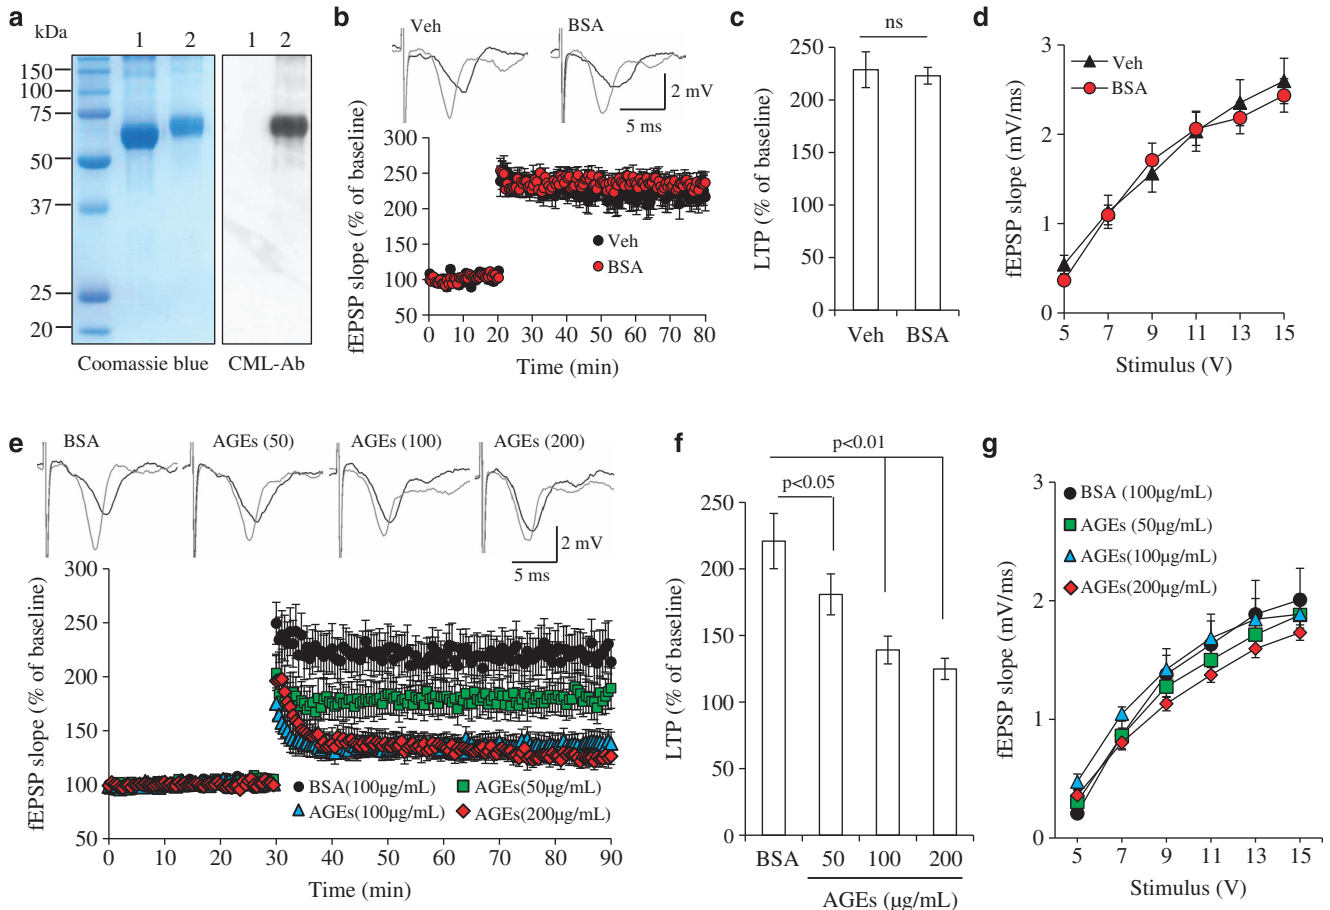 a
kDa
1 2 1 2
150
100
75
50
37
25
20
Coomassie blue
CML-Ab
b
Veh
BSA
2 mV
5 ms
fEPSP slope (% of baseline)
300
250
200
150
100
50
Veh
BSA
0 10 20 30 40 50 60 70 80
Time (min)
c
ns
LTP (% of baseline)
250
200
150
100
50
0
Veh BSA
d
fEPSP slope (mV/ms)
3
2
1
0
Veh
BSA
5 7 9 11 13 15
Stimulus (V)
e
BSA
AGEs (50)
AGEs (100)
AGEs (200)
2 mV
5 ms
fEPSP slope (% of baseline)
300
250
200
150
100
50
BSA(100µg/mL)
AGEs(50µg/mL)
AGEs(100µg/mL)
AGEs(200µg/mL)
0 10 20 30 40 50 60 70 80 90
Time (min)
f
p<0.01
p<0.05
LTP (% of baseline)
250
200
150
100
50
0
BSA 50 100 200
AGEs (µg/mL)
g
fEPSP slope (mV/ms)
3
2
1
0
BSA (100µg/mL)
AGEs (50µg/mL)
AGEs(100µg/mL)
AGEs(200µg/mL)
5 7 9 11 13 15
Stimulus (V)